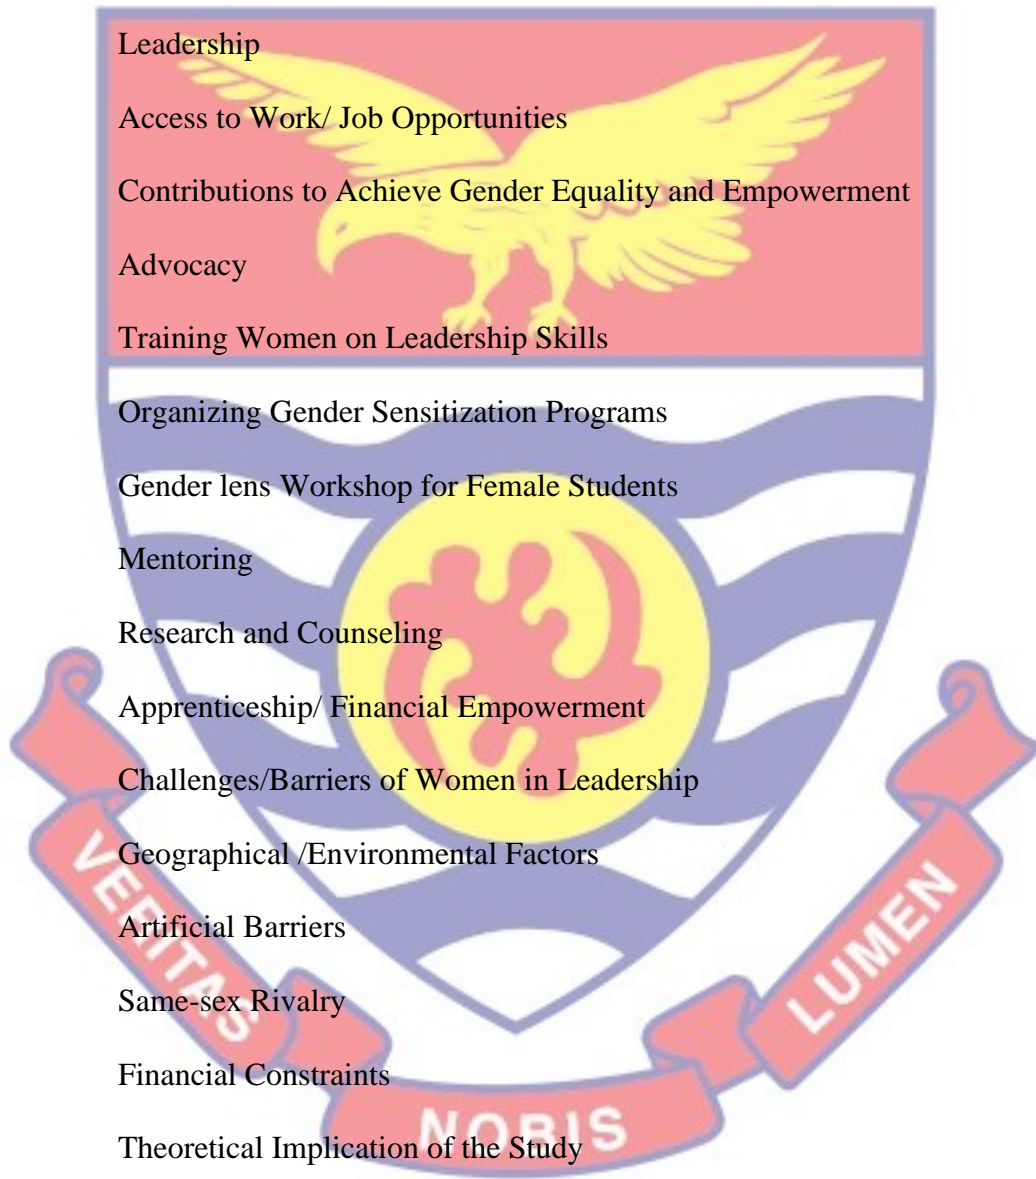 Leadership
Access to Work/ Job Opportunities
Contributions to Achieve Gender Equality and Empowerment
Advocacy
Training Women on Leadership Skills
Organizing Gender Sensitization Programs
Gender lens Workshop for Female Students
Mentoring
Research and Counseling
Apprenticeship/ Financial Empowerment
Challenges/Barriers of Women in Leadership
Geographical /Environmental Factors
Artificial Barriers
Same-sex Rivalry
Financial Constraints
Theoretical Implication of the Study
VERITAS
NOBIS
LUMEN